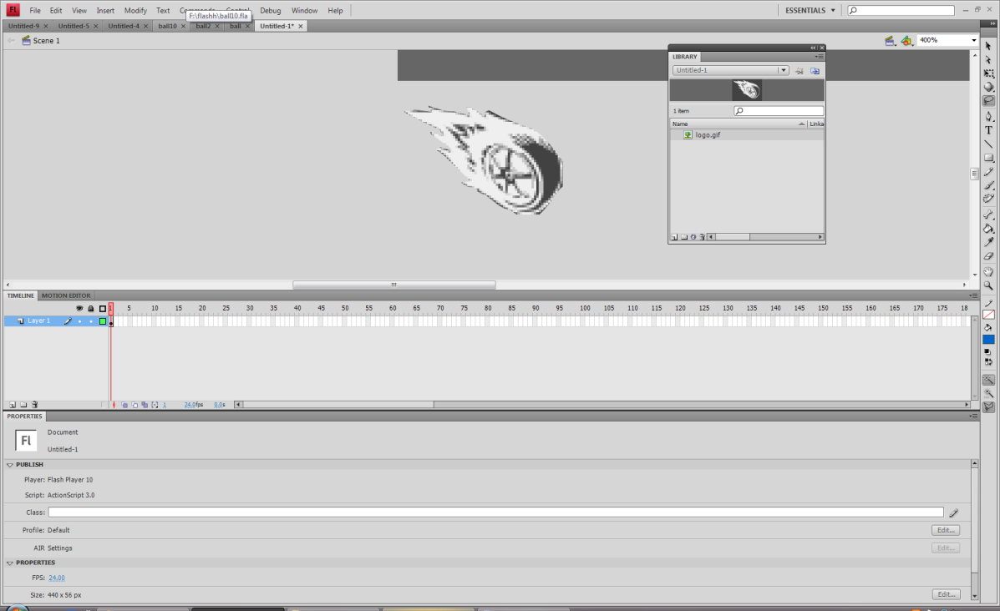 Fl File Edit View Insert Modify Text Commands Control Debug Window Help ESSENTIALS
F:\flashh\ball10.fla
Untitled-9 × Untitled-5 × Untitled-4 × ball10 × ball2 × ball × Untitled-1* ×
Scene 1 400%
LIBRARY
Untitled-1
1 item
Name Linka
logo.gif
TIMELINE MOTION EDITOR
1 5 10 15 20 25 30 35 40 45 50 55 60 65 70 75 80 85 90 95 100 105 110 115 120 125 130 135 140 145 150 155 160 165 170 175 18
Layer 1
1 24.0fps 0.0s
PROPERTIES
Fl
Document
Untitled-1
PUBLISH
Player: Flash Player 10
Script: ActionScript 3.0
Class:
Profile: Default Edit...
AIR Settings Edit...
PROPERTIES
FPS: 24.00
Size: 440 x 56 px Edit...